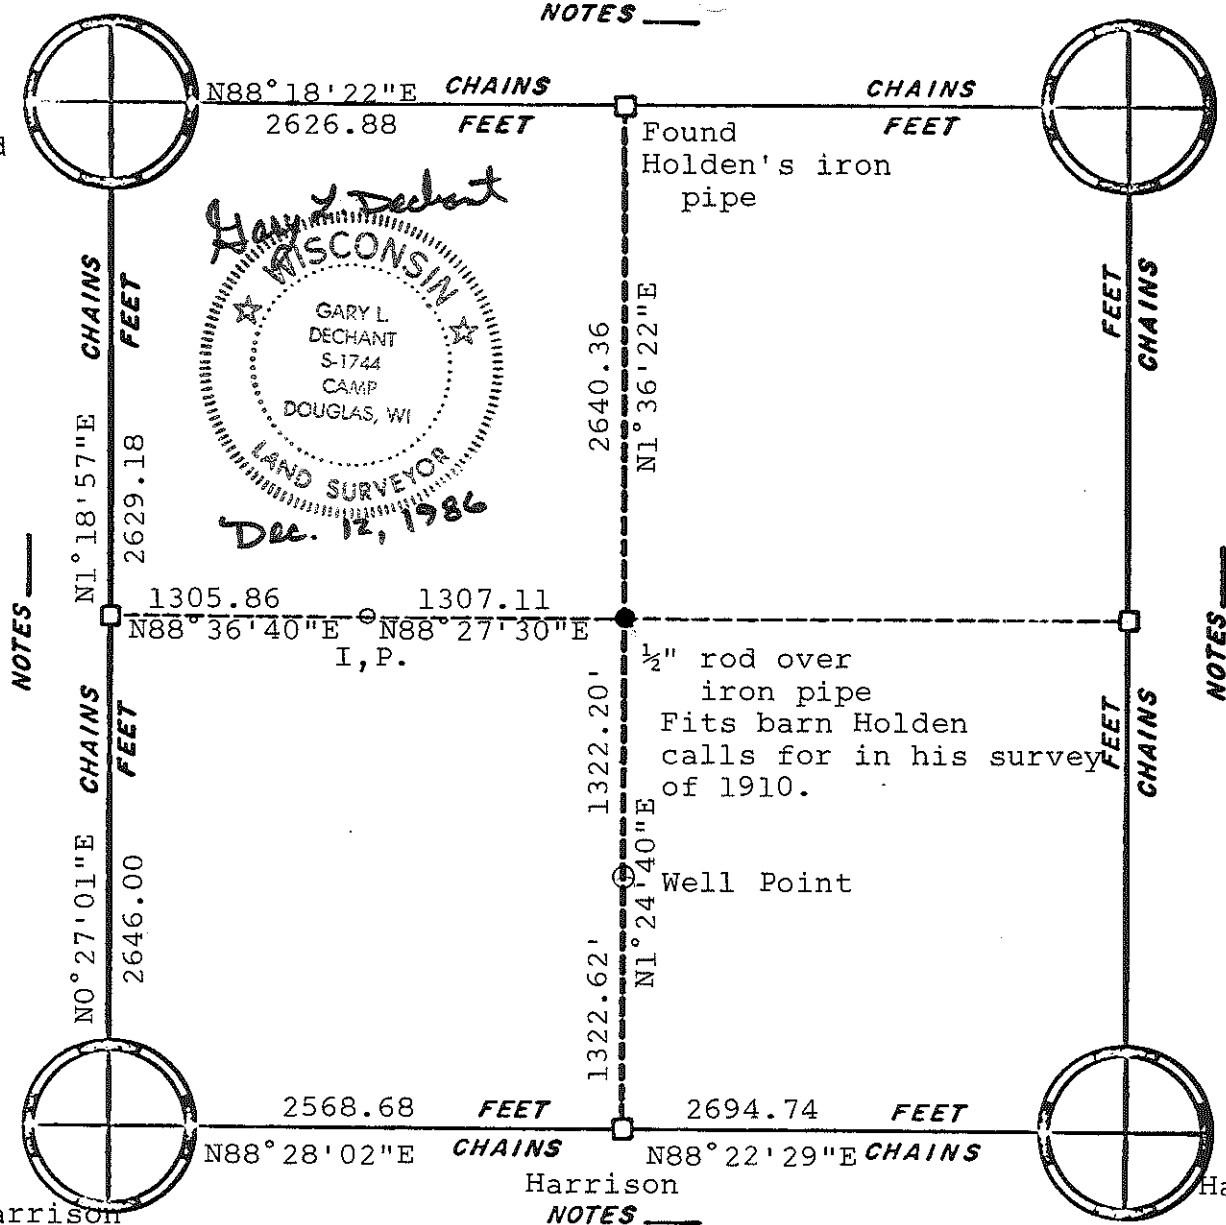 NOTES
N88°18'22"E CHAINS
2626.88 FEET
CHAINS
FEET
Found
Holden's iron
pipe
Gary L Dechant
WISCONSIN
GARY L.
DECHANT
S-1744
CAMP
DOUGLAS, WI
LAND SURVEYOR
Dec. 12, 1986
CHAINS
FEET
N1°18'57"E
2629.18
2640.36
N1°36'22"E
FEET
CHAINS
NOTES
1305.86 1307.11
N88°36'40"E N88°27'30"E
I,P.
½" rod over
iron pipe
Fits barn Holden
calls for in his survey
of 1910.
NOTES
CHAINS
FEET
N0°27'01"E
2646.00
1322.20'
N1°24'40"E
Well Point
1322.62'
FEET
CHAINS
2568.68 FEET
N88°28'02"E CHAINS
2694.74 FEET
N88°22'29"E CHAINS
Harrison
NOTES
arrison
Ha